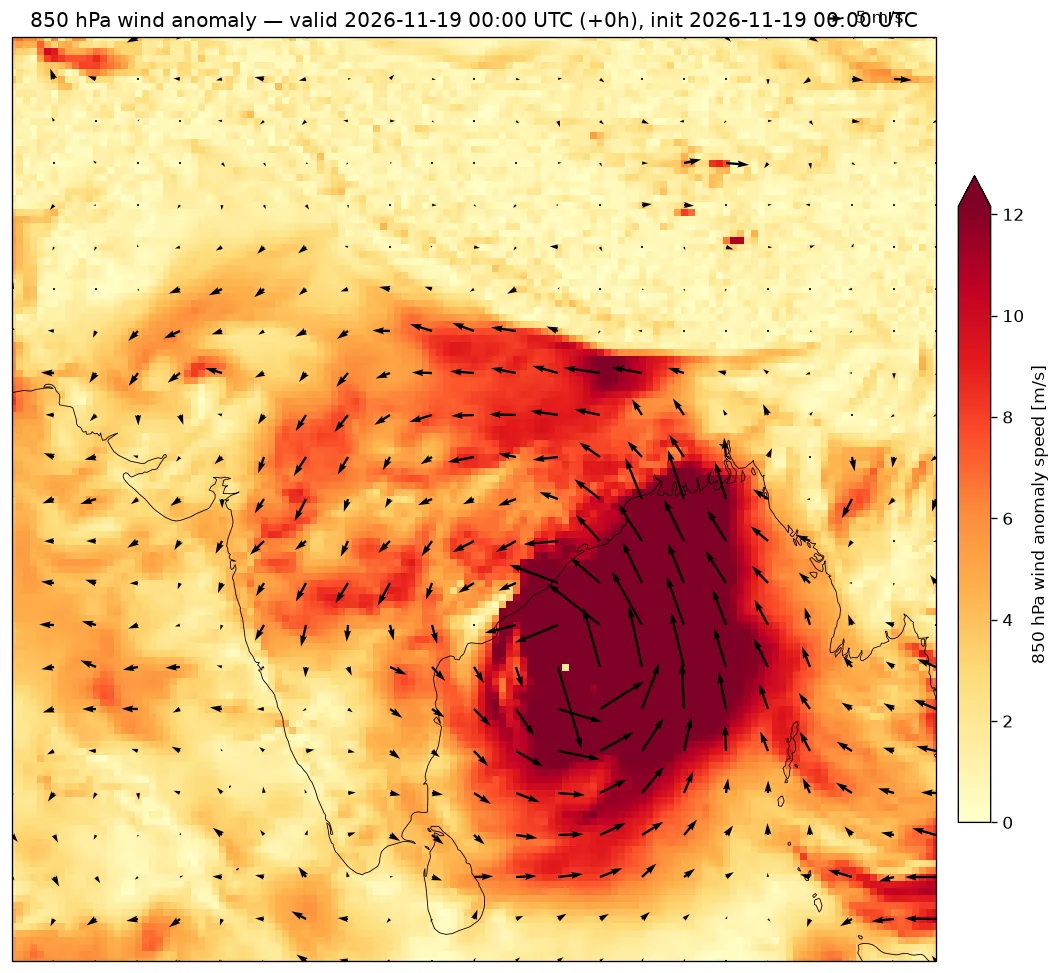 850 hPa wind anomaly — valid 2026-11-19 00:00 UTC (+0h), init 2026-11-19 00:00 UTC
5 m/s
12
10
8
6
4
2
0
850 hPa wind anomaly speed [m/s]